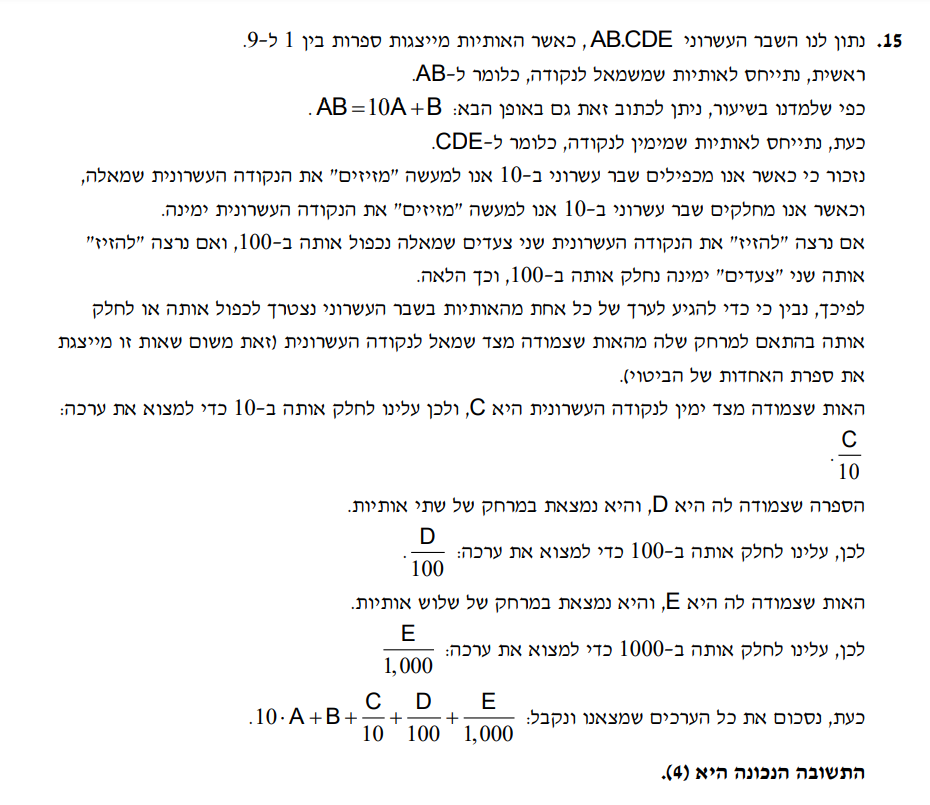 15. נתון לנו השבר העשרוני AB.CDE, כאשר האותיות מייצגות ספרות בין 1 ל-9.
ראשית, נתייחס לאותיות שמשמאל לנקודה, כלומר ל-AB.
כפי שלמדנו בשיעור, ניתן לכתוב זאת גם באופן הבא: AB=10A+B.
כעת, נתייחס לאותיות שמימין לנקודה, כלומר ל-CDE.
נזכור כי כאשר אנו מכפילים שבר עשרוני ב-10 אנו למעשה "מזיזים" את הנקודה העשרונית שמאלה,
וכאשר אנו מחלקים שבר עשרוני ב-10 אנו למעשה "מזיזים" את הנקודה העשרונית ימינה.
אם נרצה "להזיז" את הנקודה העשרונית שני צעדים שמאלה נכפול אותה ב-100, ואם נרצה "להזיז"
אותה שני "צעדים" ימינה נחלק אותה ב-100, וכך הלאה.
לפיכך, נבין כי כדי להגיע לערך של כל אחת מהאותיות בשבר העשרוני נצטרך לכפול אותה או לחלק
אותה בהתאם למרחק שלה מהאות שצמודה מצד שמאל לנקודה העשרונית (זאת משום שאות זו מייצגת
את ספרת האחדות של הביטוי).
האות שצמודה מצד ימין לנקודה העשרונית היא C, ולכן עלינו לחלק אותה ב-10 כדי למצוא את ערכה:
C/10.
הספרה שצמודה לה היא D, והיא נמצאת במרחק של שתי אותיות.
לכן, עלינו לחלק אותה ב-100 כדי למצוא את ערכה: D/100.
האות שצמודה לה היא E, והיא נמצאת במרחק של שלוש אותיות.
לכן, עלינו לחלק אותה ב-1000 כדי למצוא את ערכה: E/1,000
כעת, נסכום את כל הערכים שמצאנו ונקבל: 10·A+B+C/10+D/100+E/1,000.
התשובה הנכונה היא (4).